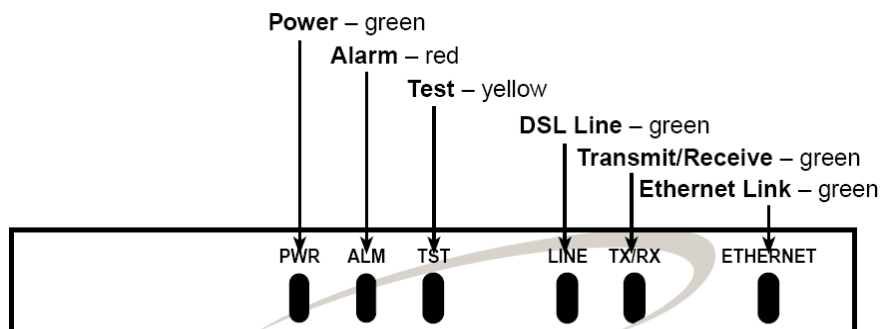 Power – green
Alarm – red
Test – yellow
DSL Line – green
Transmit/Receive – green
Ethernet Link – green
PWR ALM TST LINE TX/RX ETHERNET